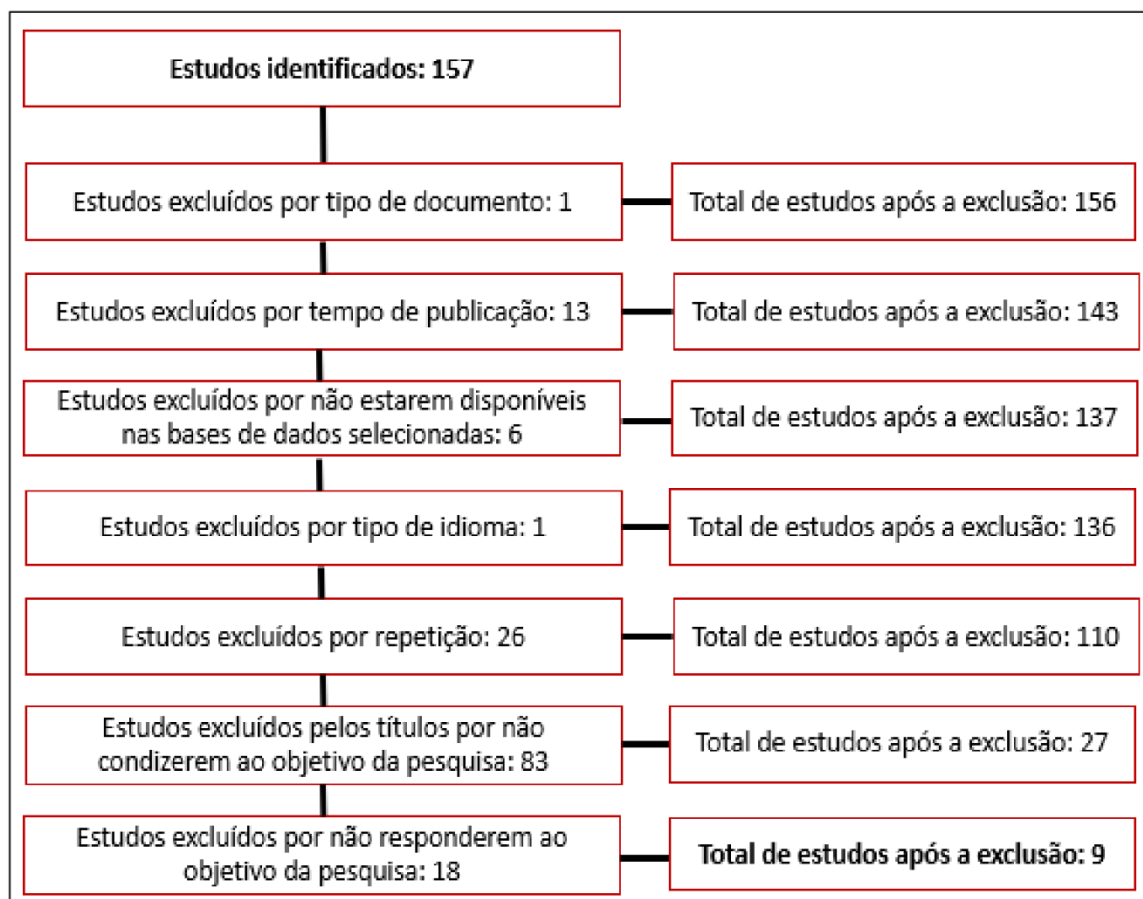 Estudos identificados: 157
Estudos excluídos por tipo de documento: 1
Total de estudos após a exclusão: 156
Estudos excluídos por tempo de publicação: 13
Total de estudos após a exclusão: 143
Estudos excluídos por não estarem disponíveis
nas bases de dados selecionadas: 6
Total de estudos após a exclusão: 137
Estudos excluídos por tipo de idioma: 1
Total de estudos após a exclusão: 136
Estudos excluídos por repetição: 26
Total de estudos após a exclusão: 110
Estudos excluídos pelos títulos por não
condizerem ao objetivo da pesquisa: 83
Total de estudos após a exclusão: 27
Estudos excluídos por não responderem ao
objetivo da pesquisa: 18
Total de estudos após a exclusão: 9